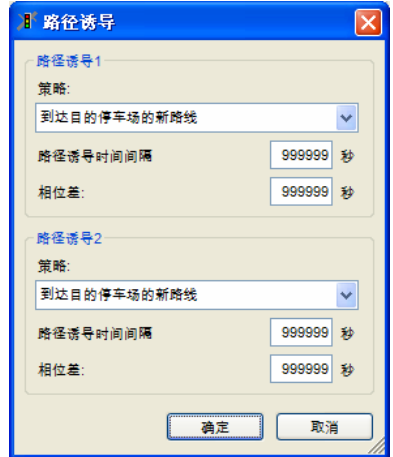 路径诱导
路径诱导1
策略:
到达目的停车场的新路线
路径诱导时间间隔 999999 秒
相位差: 999999 秒
路径诱导2
策略:
到达目的停车场的新路线
路径诱导时间间隔 999999 秒
相位差: 999999 秒
确定 取消